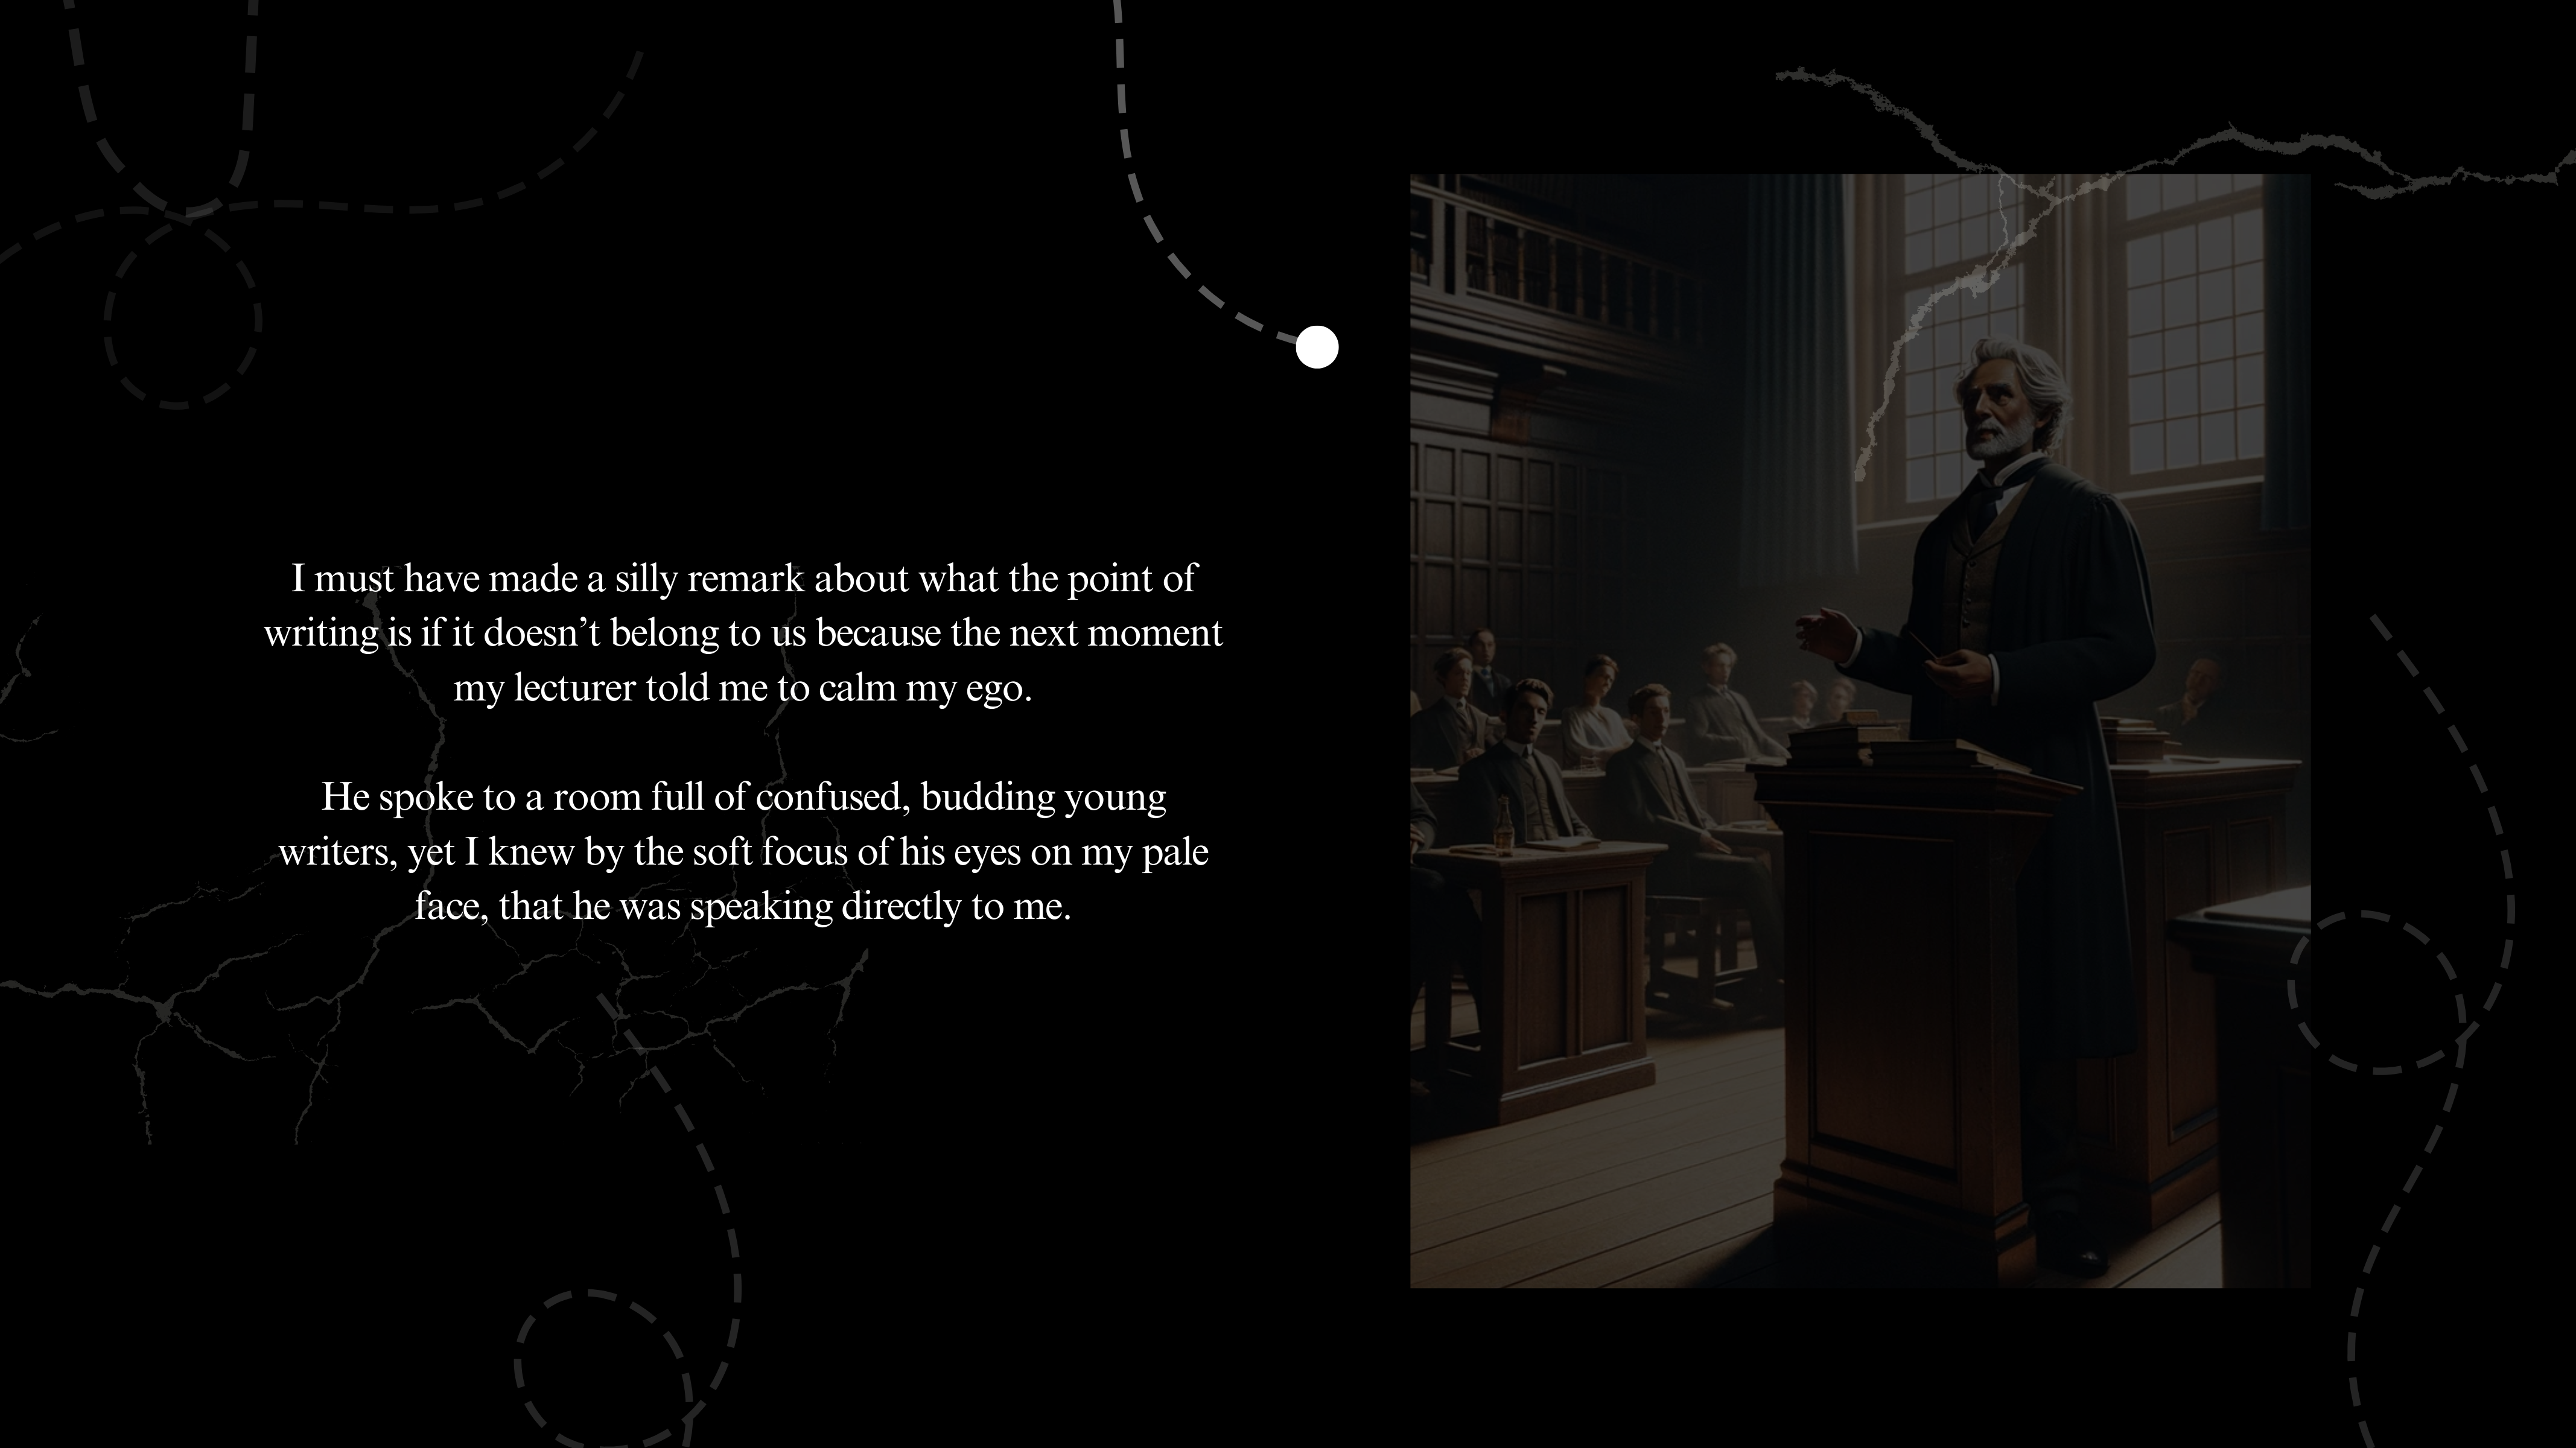 I must have made a silly remark about what the point of
writing is if it doesn’t belong to us because the next moment
my lecturer told me to calm my ego.
He spoke to a room full of confused, budding young
writers, yet I knew by the soft focus of his eyes on my pale
face, that he was speaking directly to me.